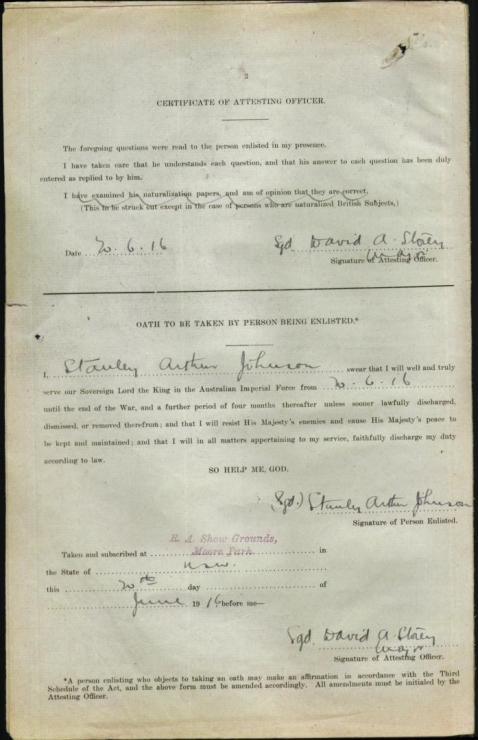 2
CERTIFICATE OF ATTESTING OFFICER.
The foregoing questions were read to the person enlisted in my presence.
I have taken care that he understands each question, and that his answer to each question has been duly
entered as replied to by him.
I have examined his naturalization papers, and am of opinion that they are correct.
(This to be struck out except in the case of persons who are naturalized British Subjects.)
Date 20.6.16 Sgd David A. Storey
Major
Signature of Attesting Officer.
OATH TO BE TAKEN BY PERSON BEING ENLISTED.*
I, Stanley Arthur Johnson swear that I will well and truly
serve our Sovereign Lord the King in the Australian Imperial Force from 20.6.16
until the end of the War, and a further period of four months thereafter unless sooner lawfully discharged,
dismissed, or removed therefrom; and that I will resist His Majesty's enemies and cause His Majesty's peace to
be kept and maintained; and that I will in all matters appertaining to my service, faithfully discharge my duty
according to law.
SO HELP ME, GOD.
(Sgd.) Stanley Arthur Johnson
Signature of Person Enlisted.
R. A. Show Grounds,
Taken and subscribed at Moore Park. in
the State of NSW.
this 20th day of
June 1916 before me—
Sgd. David A. Storey
Major
Signature of Attesting Officer.
*A person enlisting who objects to taking an oath may make an affirmation in accordance with the Third
Schedule of the Act, and the above form must be amended accordingly. All amendments must be initialed by the
Attesting Officer.